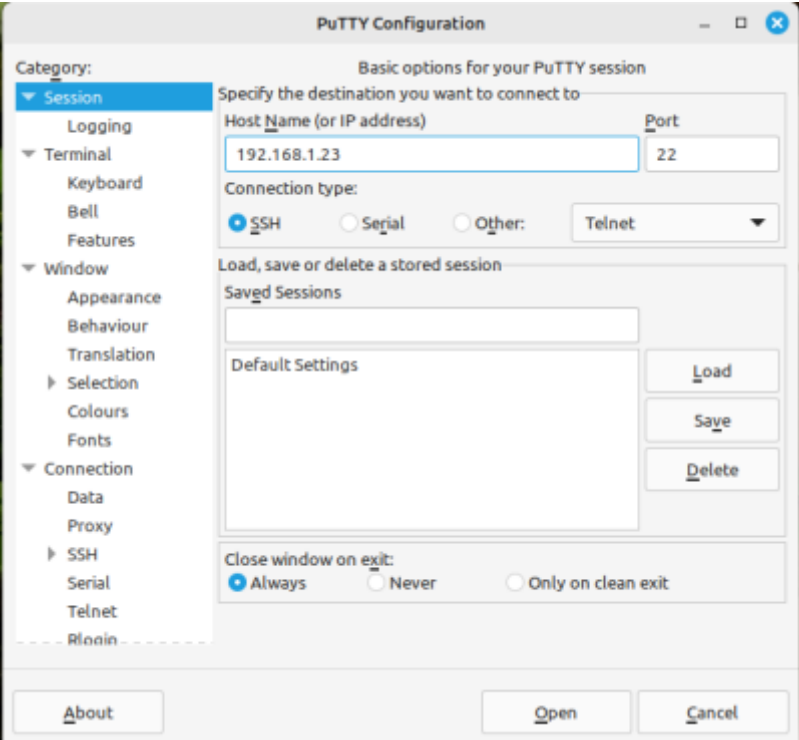 PuTTY Configuration
Category:
Session
Logging
Terminal
Keyboard
Bell
Features
Window
Appearance
Behaviour
Translation
Selection
Colours
Fonts
Connection
Data
Proxy
SSH
Serial
Telnet
Rlogin
Basic options for your PuTTY session
Specify the destination you want to connect to
Host Name (or IP address) Port
192.168.1.23 22
Connection type:
SSH Serial Other: Telnet
Load, save or delete a stored session
Saved Sessions
Default Settings
Load
Save
Delete
Close window on exit:
Always Never Only on clean exit
About Open Cancel